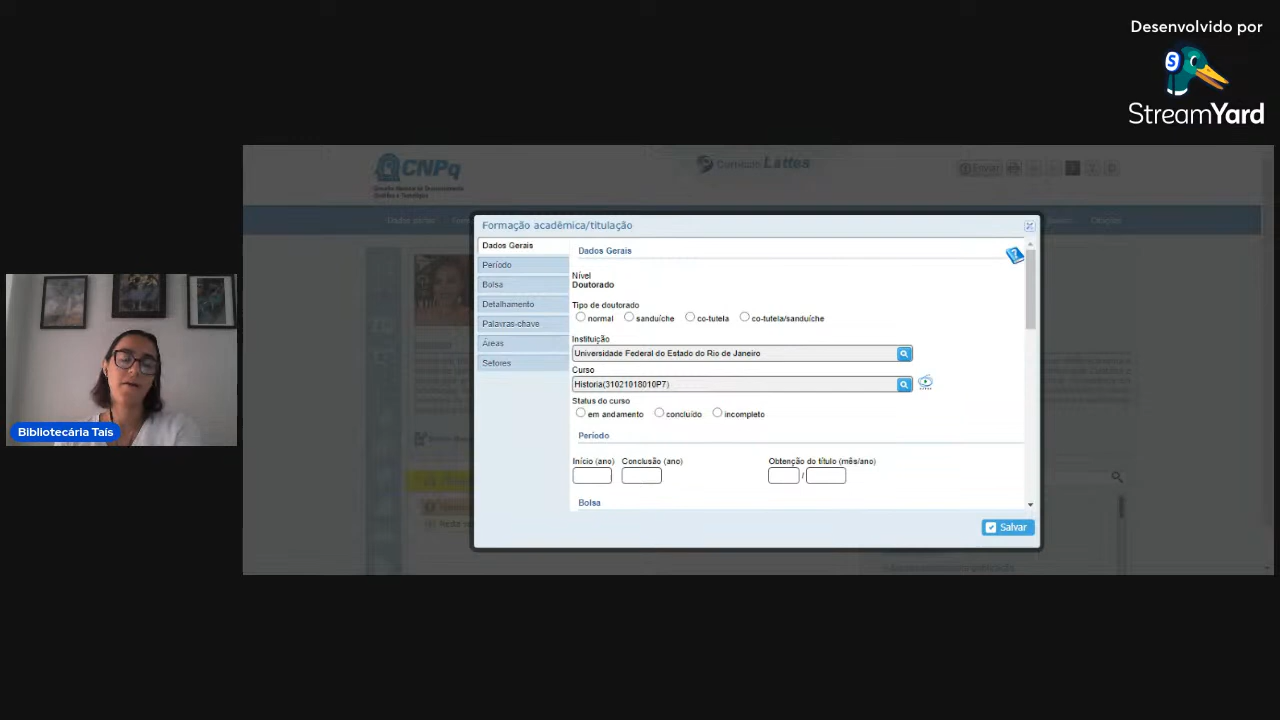 Desenvolvido por
StreamYard
CNPq
Currículo Lattes
Enviar
Formação acadêmica/titulação
Dados Gerais
Período
Bolsa
Detalhamento
Palavras-chave
Áreas
Setores
Dados Gerais
Nível
Doutorado
Tipo de doutorado
normal sanduíche co-tutela co-tutela/sanduíche
Instituição
Universidade Federal do Estado do Rio de Janeiro
Curso
Historia(31021018010P7)
Status do curso
em andamento concluído incompleto
Período
Início (ano) Conclusão (ano) Obtenção do título (mês/ano)
/
Bolsa
Salvar
Bibliotecária Taís